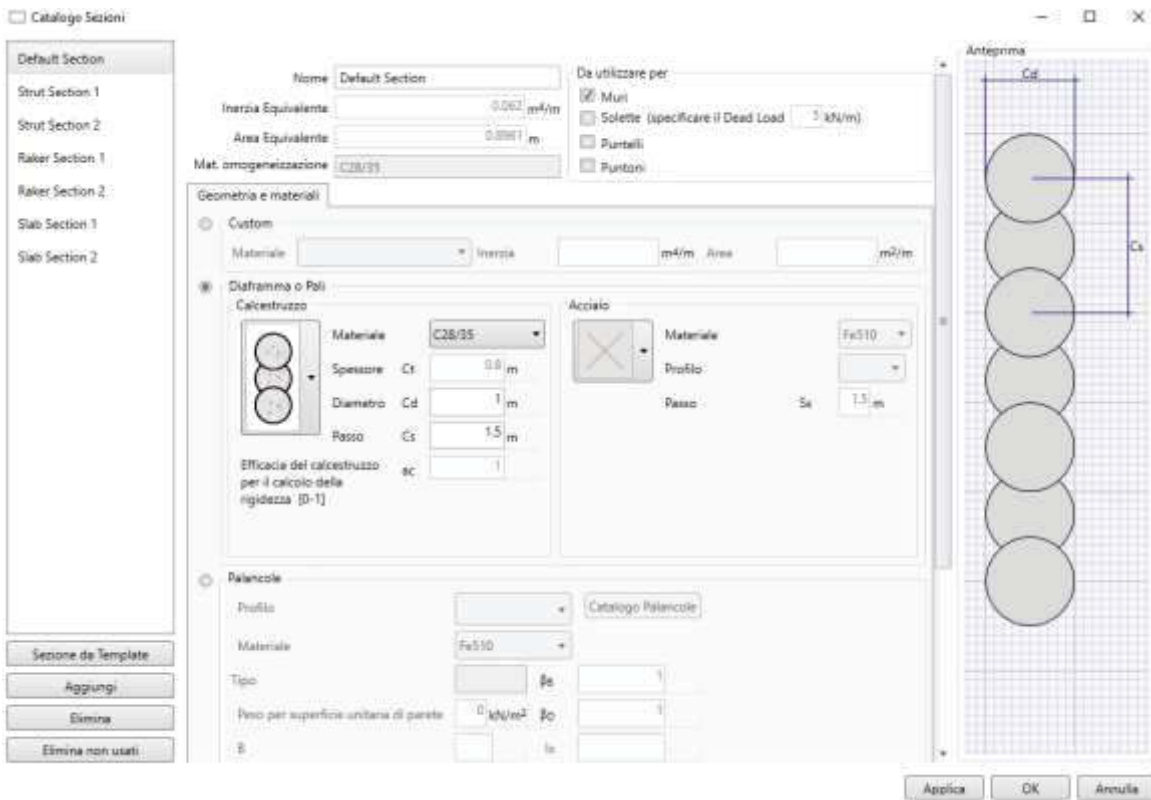 Catalogo Sezioni
Default Section
Strut Section 1
Strut Section 2
Raker Section 1
Raker Section 2
Slab Section 1
Slab Section 2
Sezione da Template
Aggiungi
Elimina
Elimina non usati
Nome Default Section
Inerzia Equivalente 0.062 m4/m
Area Equivalente m
Mat. omogeneizzazione C28/35
Da utilizzare per
Muri
Solette (specificare il Dead Load 5 kN/m)
Puntelli
Puntoni
Geometria e materiali
Custom
Materiale Inerzia m4/m Area m2/m
Diaframma o Pali
Calcestruzzo
Materiale C28/35
Spessore Ct 0.8 m
Diametro Cd 1 m
Passo Cs 1.5 m
Efficacia del calcestruzzo
per il calcolo della
rigidezza [0-1]
ac 1
Acciaio
Materiale Fe510
Profilo
Passo Sx 1.5 m
Palancole
Profilo Catalogo Palancole
Materiale Fe510
Tipo βe 1
Peso per superficie unitaria di parete 0 kN/m² βo 1
B Io
Anteprima
Cd
Cs
Applica OK Annulla